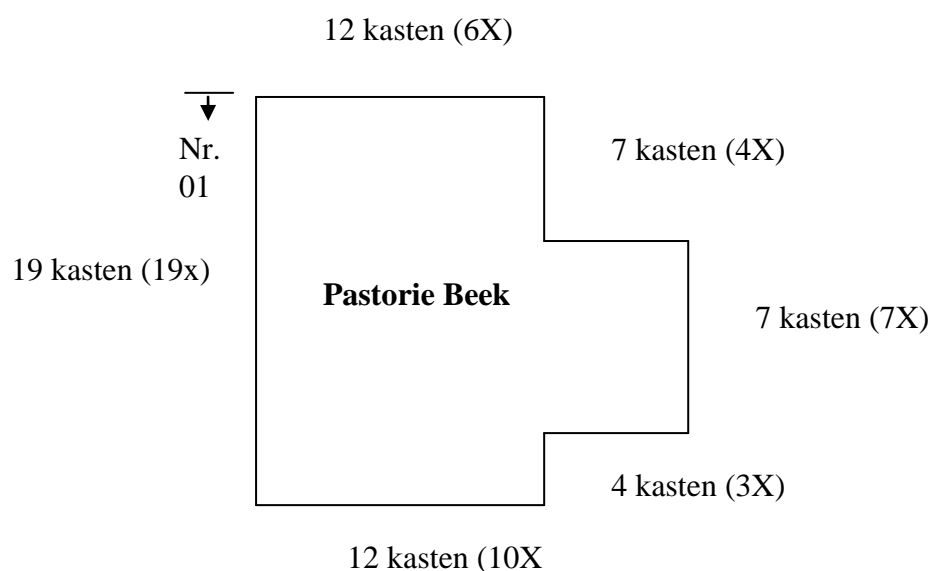 12 kasten (6X)
Nr.
01
7 kasten (4X)
19 kasten (19x)
Pastorie Beek
7 kasten (7X)
4 kasten (3X)
12 kasten (10X